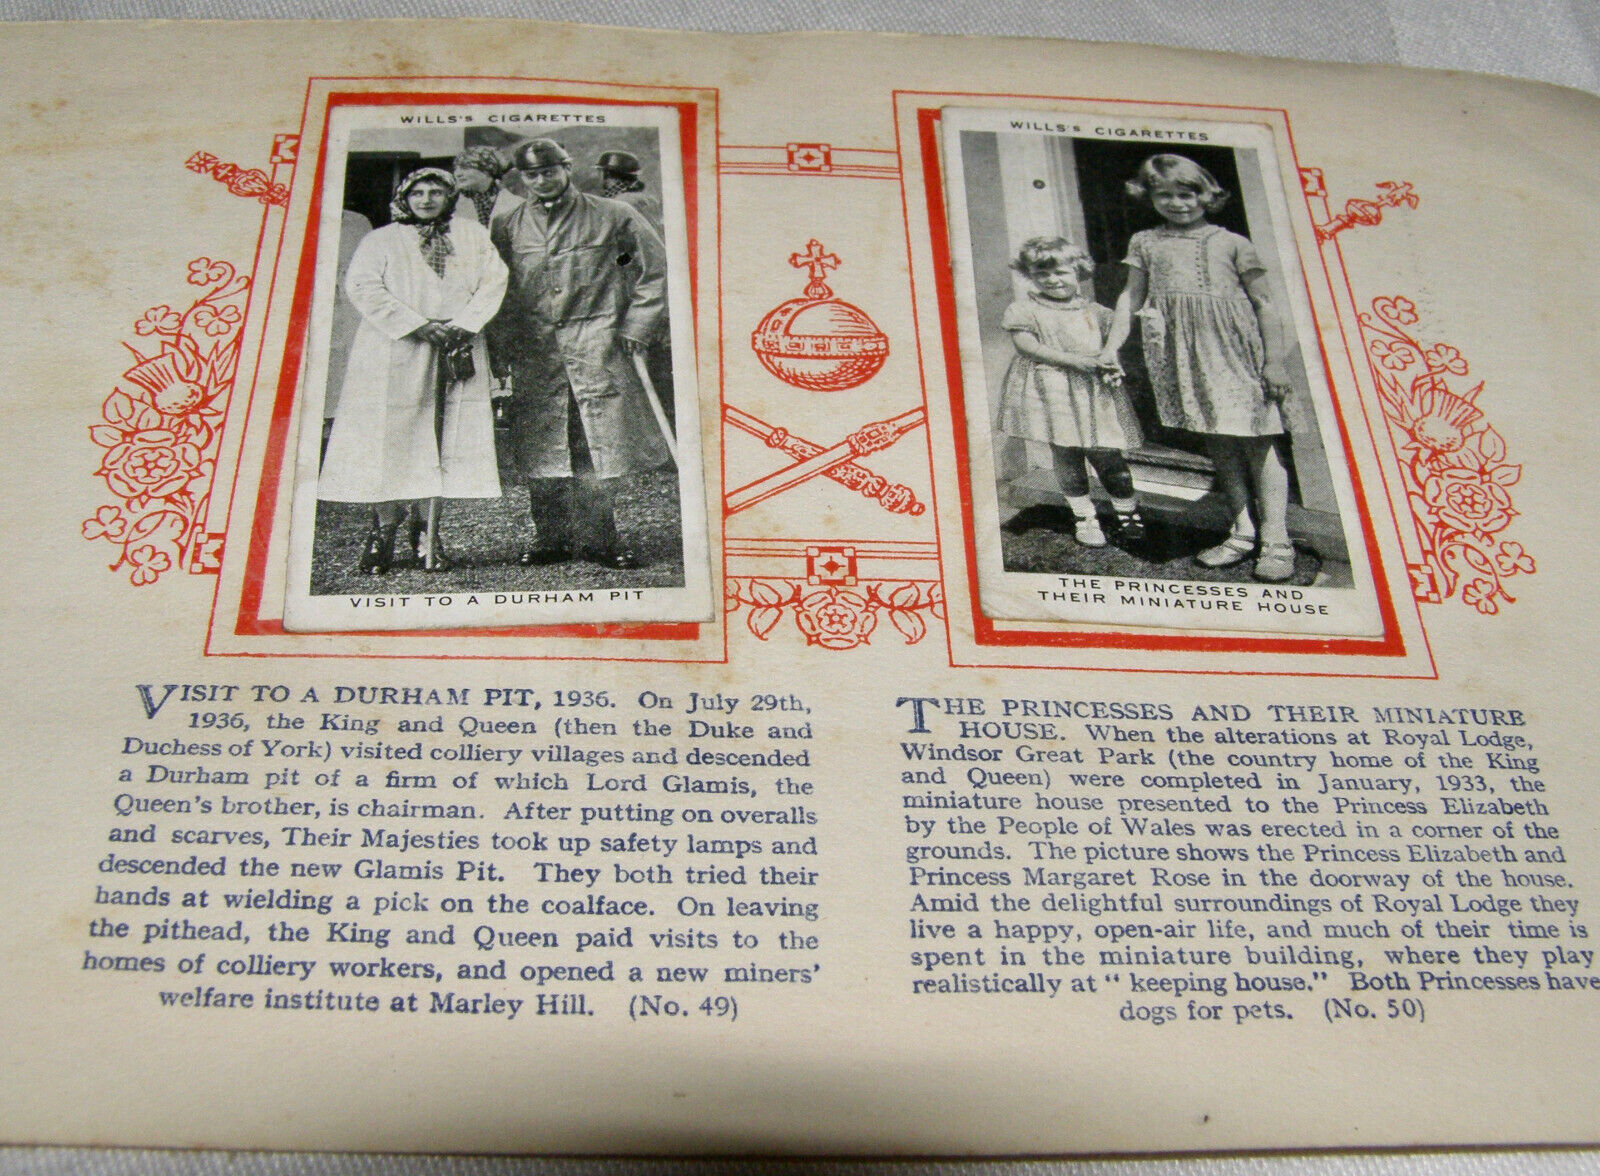 WILLS's CIGARETTES
VISIT TO A DURHAM PIT
VISIT TO A DURHAM PIT, 1936. On July 29th,
1936, the King and Queen (then the Duke and
Duchess of York) visited colliery villages and descended
a Durham pit of a firm of which Lord Glamis, the
Queen's brother, is chairman. After putting on overalls
and scarves, Their Majesties took up safety lamps and
descended the new Glamis Pit. They both tried their
hands at wielding a pick on the coalface. On leaving
the pithead, the King and Queen paid visits to the
homes of colliery workers, and opened a new miners'
welfare institute at Marley Hill. (No. 49)
WILLS's CIGARETTES
THE PRINCESSES AND
THEIR MINIATURE HOUSE
THE PRINCESSES AND THEIR MINIATURE
HOUSE. When the alterations at Royal Lodge,
Windsor Great Park (the country home of the King
and Queen) were completed in January, 1933, the
miniature house presented to the Princess Elizabeth
by the People of Wales was erected in a corner of the
grounds. The picture shows the Princess Elizabeth and
Princess Margaret Rose in the doorway of the house.
Amid the delightful surroundings of Royal Lodge they
live a happy, open-air life, and much of their time is
spent in the miniature building, where they play
realistically at " keeping house." Both Princesses have
dogs for pets. (No. 50)